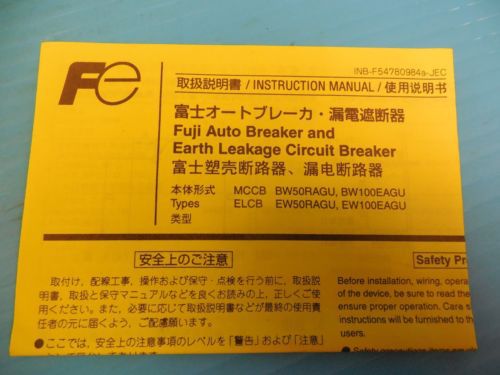 INB-F54780984a-JEC
Fe
取扱説明書 / INSTRUCTION MANUAL / 使用说明书
富士オートブレーカ・漏電遮断器
Fuji Auto Breaker and
Earth Leakage Circuit Breaker
富士塑壳断路器、漏电断路器
本体形式 MCCB BW50RAGU, BW100EAGU
Types ELCB EW50RAGU, EW100EAGU
类型
安全上のご注意
取付け，配線工事，操作および保守・点検を行う前に，取扱説
明書，取扱と保守マニュアルなどを良くお読みの上，正しくご使
用ください。また，必要に応じて取扱説明書などが最終の使用責
任者の元に届くよう，ご配慮願います。
●ここでは，安全上の注意事項のレベルを「警告」および「注意」
Safety Pr
Before installation, wiring, opera
of the device, be sure to read the
ensure proper operation. Care s
instructions will be furnished to th
users.